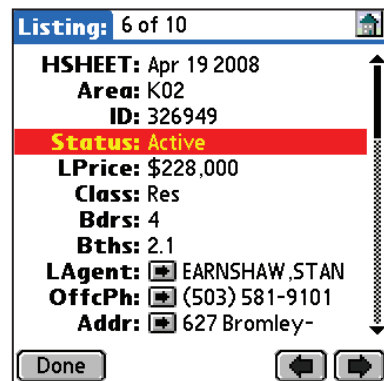 Listing: 6 of 10
HSHEET: Apr 19 2008
Area: K02
ID: 326949
Status: Active
LPrice: $228,000
Class: Res
Bdrs: 4
Bths: 2.1
LAgent: EARNSHAW,STAN
OffcPh: (503) 581-9101
Addr: 627 Bromley-
Done